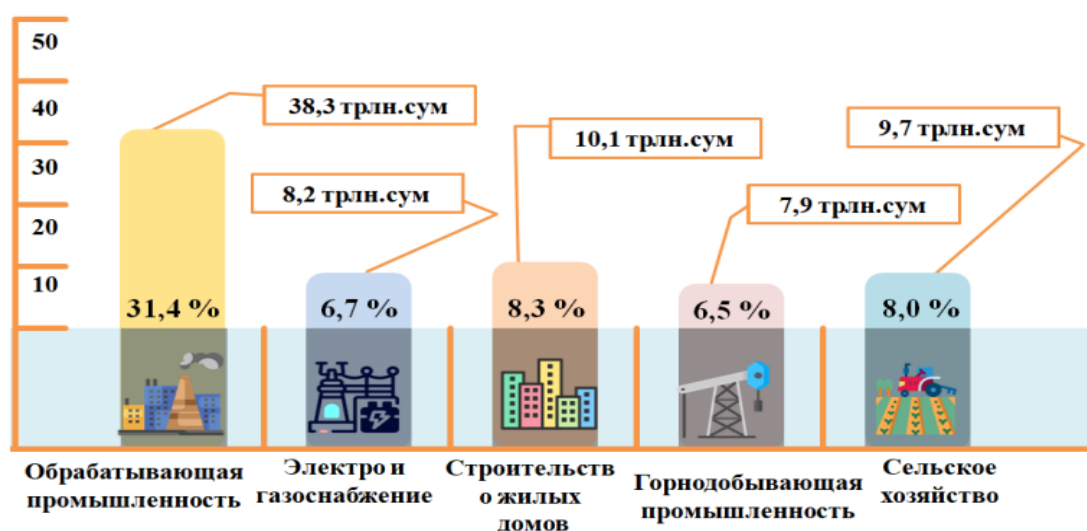 50
40
30
20
10
38,3 трлн.сум
8,2 трлн.сум
10,1 трлн.сум
7,9 трлн.сум
9,7 трлн.сум
31,4 %
6,7 %
8,3 %
6,5 %
8,0 %
Обрабатывающая
промышленность
Электро и
газоснабжение
Строительств
о жилых
домов
Горнодобывающая
промышленность
Сельское
хозяйство